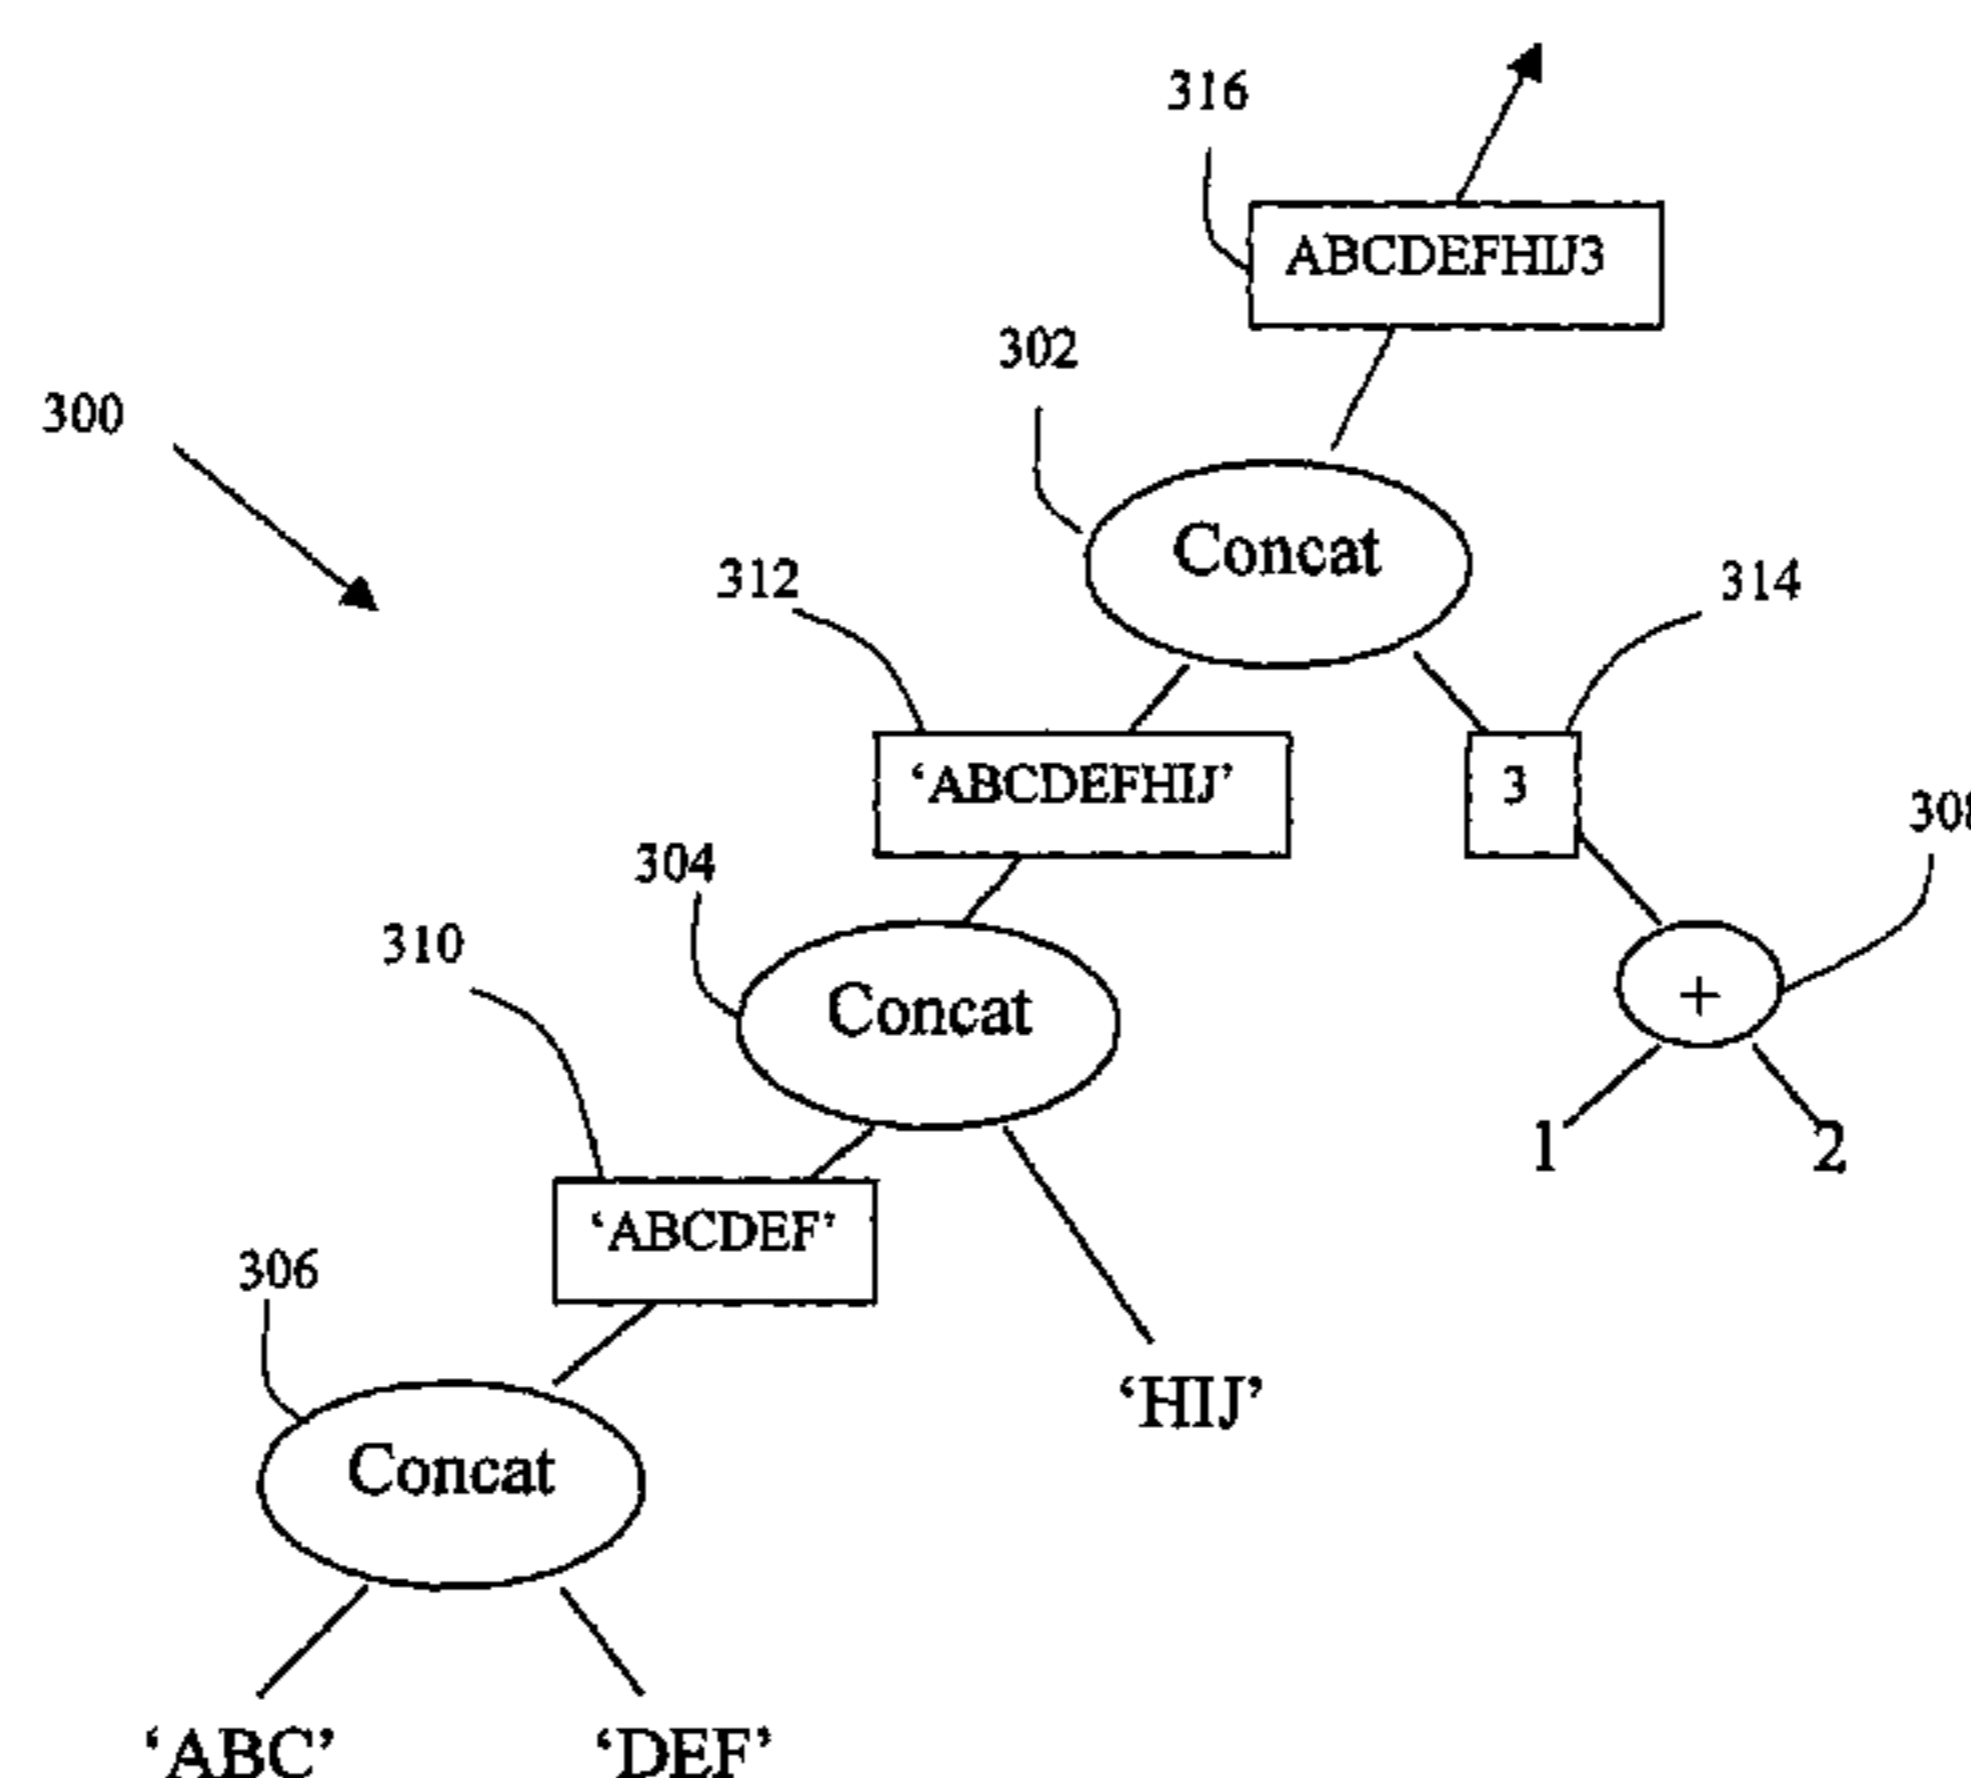 316
ABCDEFHIJ3
302
300
Concat
312
314
‘ABCDEFHIJ’
3
308
304
310
Concat
+
1
2
‘ABCDEF’
306
‘HIJ’
Concat
‘ABC’
‘DEF’